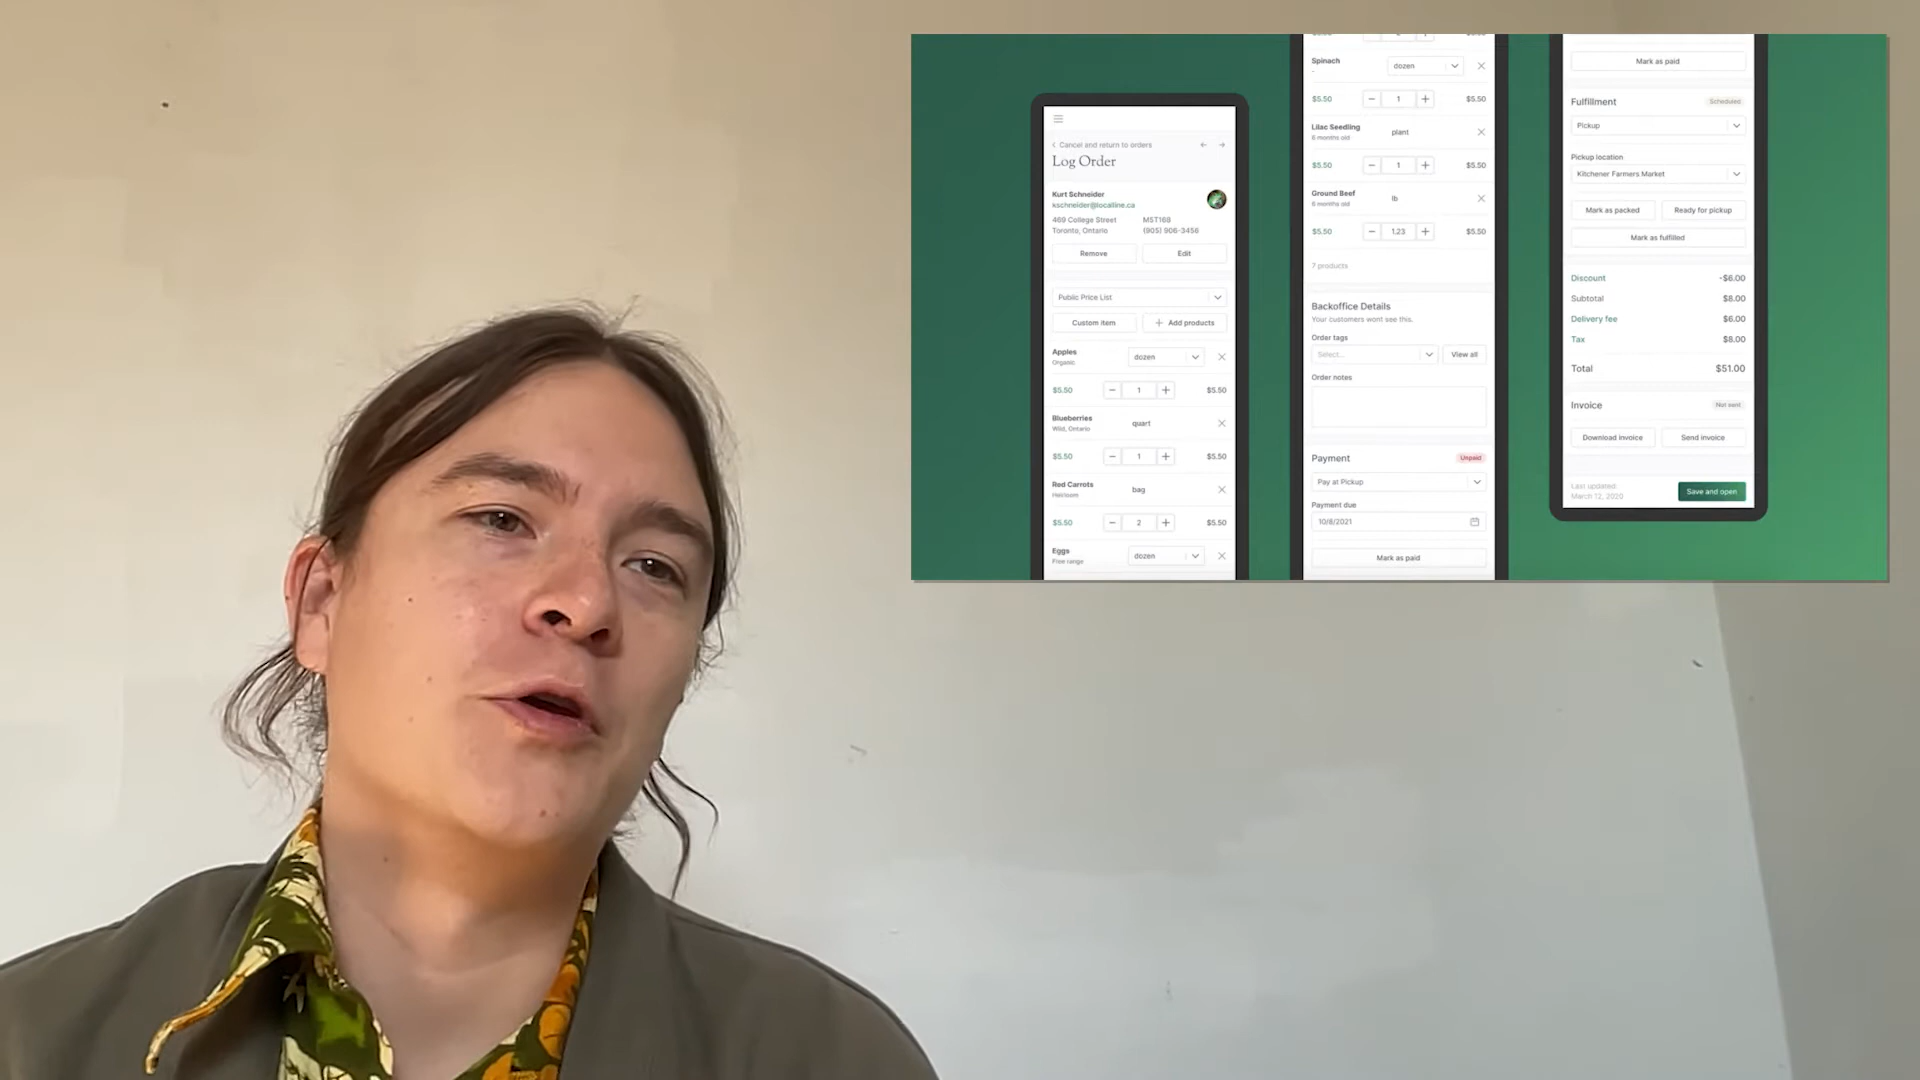 Cancel and return to orders
Log Order
Kurt Schneider
kschneider@localline.ca
469 College Street M5T1G8
Toronto, Ontario (905) 906-3456
Remove Edit
Public Price List
Custom item + Add products
Apples dozen
Organic
$5.50 − 1 + $5.50
Blueberries quart
Wild, Ontario
$5.50 − 1 + $5.50
Red Carrots bag
Heirloom
$5.50 − 2 + $5.50
Eggs dozen
Free range
Spinach dozen
-
$5.50 − 1 + $5.50
Lilac Seedling plant
6 months old
$5.50 − 1 + $5.50
Ground Beef lb
6 months old
$5.50 − 1.23 + $5.50
7 products
Backoffice Details
Your customers wont see this.
Order tags
Select... View all
Order notes
Payment Unpaid
Pay at Pickup
Payment due
10/8/2021
Mark as paid
Mark as paid
Fulfillment Scheduled
Pickup
Pickup location
Kitchener Farmers Market
Mark as packed Ready for pickup
Mark as fulfilled
Discount -$6.00
Subtotal $8.00
Delivery fee $6.00
Tax $8.00
Total $51.00
Invoice Not sent
Download invoice Send invoice
Last updated:
March 12, 2020 Save and open